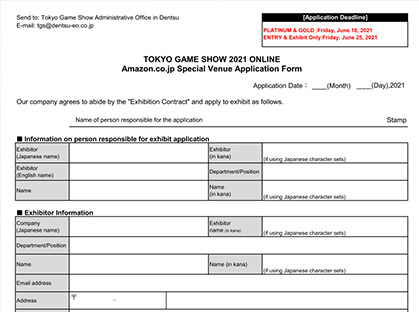 Send to: Tokyo Game Show Administrative Office in Dentsu
E-mail: tgs@dentsu-eo.co.jp
[Application Deadline]
PLATINUM & GOLD :Friday, June 18, 2021
ENTRY & Exhibit Only:Friday, June 25, 2021
TOKYO GAME SHOW 2021 ONLINE
Amazon.co.jp Special Venue Application Form
Application Date : ____(Month) ____(Day),2021
Our company agrees to abide by the "Exhibition Contract" and apply to exhibit as follows.
Name of person responsible for the application Stamp
■ Information on person responsible for exhibit application
Exhibitor
(Japanese name)
Exhibitor
(in kana)
(if using Japanese character sets)
Exhibitor
(English name)
Department/Position
Name
Name
(in kana)
(if using Japanese character sets)
■ Exhibitor Information
Company
(Japanese name)
Exhibitor
name (in kana)
(if using Japanese character sets)
Department/Position
Name
Name (in kana)
(if using Japanese character sets)
Email address
Address
〒 －